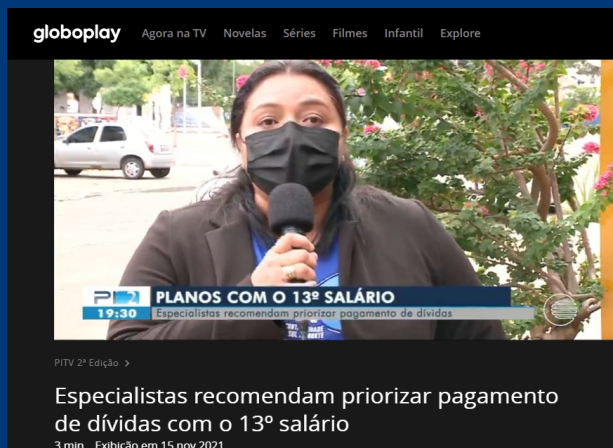 globoplay Agora na TV Novelas Séries Filmes Infantil Explore
PI2 PLANOS COM O 13º SALÁRIO
19:30 Especialistas recomendam priorizar pagamento de dívidas
PITV 2ª Edição >
Especialistas recomendam priorizar pagamento
de dívidas com o 13º salário
3 min Exibição em 15 nov 2021